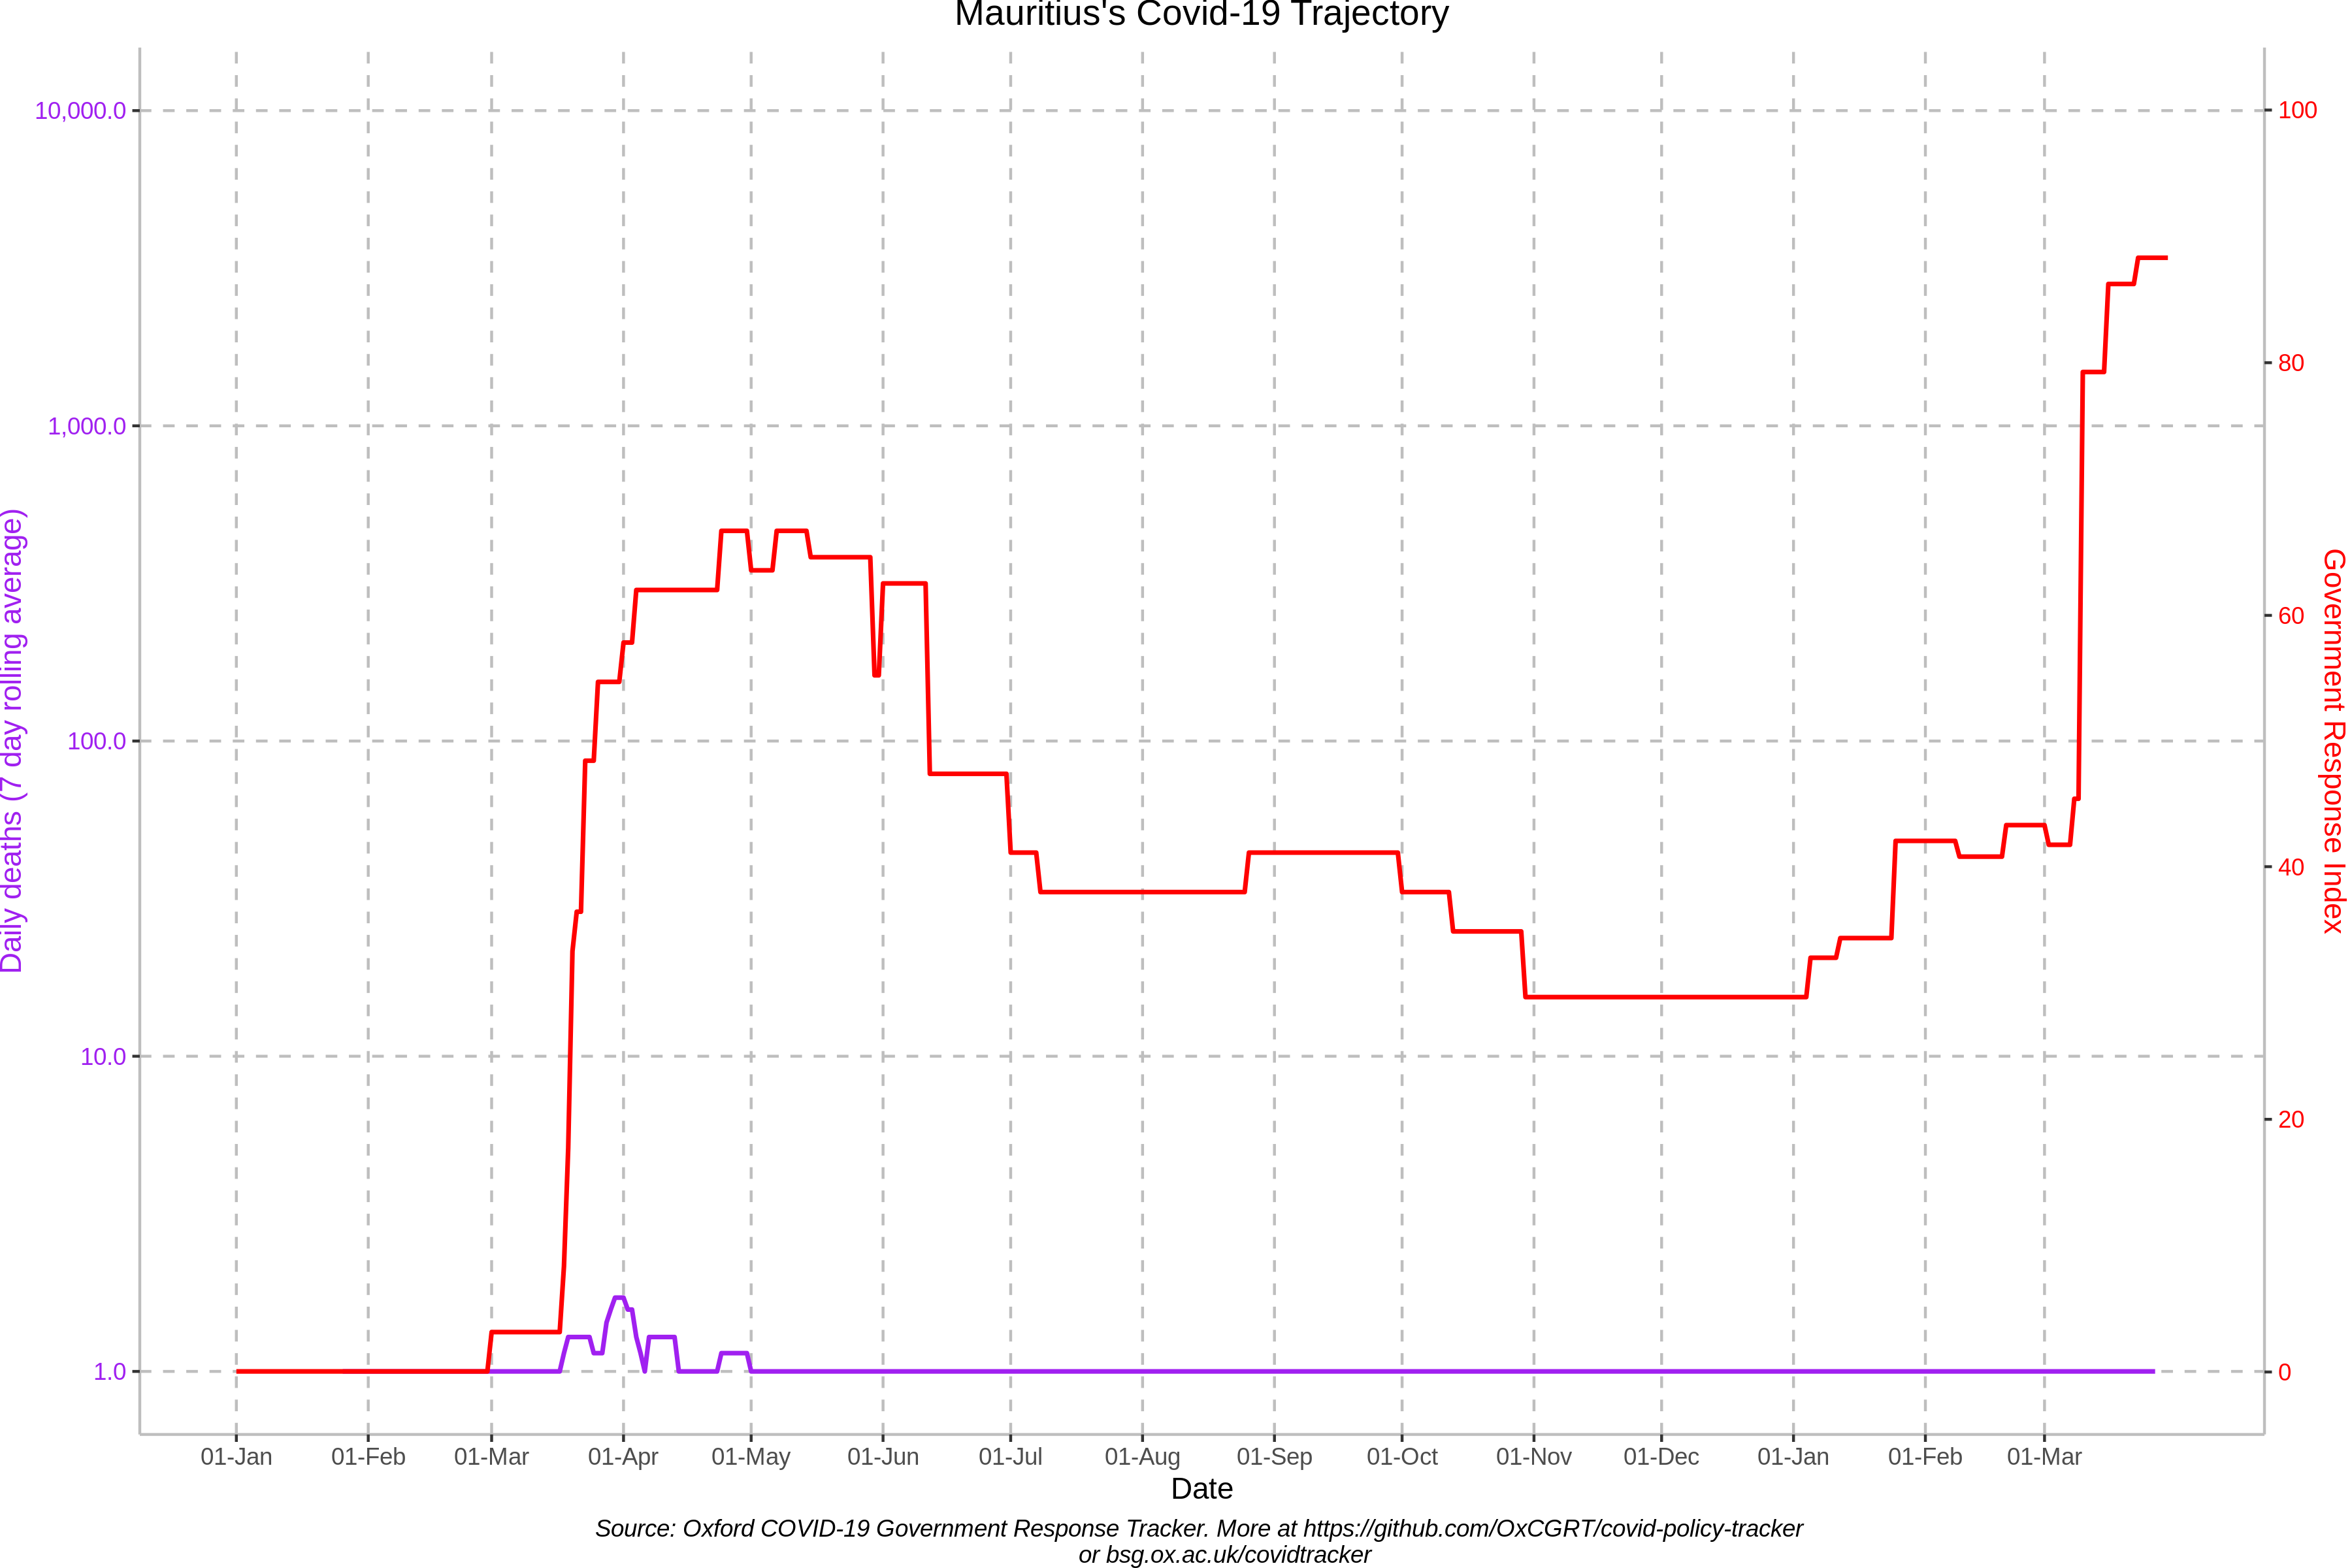 Mauritius's Covid-19 Trajectory
10,000.0
1,000.0
100.0
10.0
1.0
Daily deaths (7 day rolling average)
100
80
60
40
20
0
Government Response Index
01-Jan 01-Feb 01-Mar 01-Apr 01-May 01-Jun 01-Jul 01-Aug 01-Sep 01-Oct 01-Nov 01-Dec 01-Jan 01-Feb 01-Mar
Date
Source: Oxford COVID-19 Government Response Tracker. More at https://github.com/OxCGRT/covid-policy-tracker
or bsg.ox.ac.uk/covidtracker